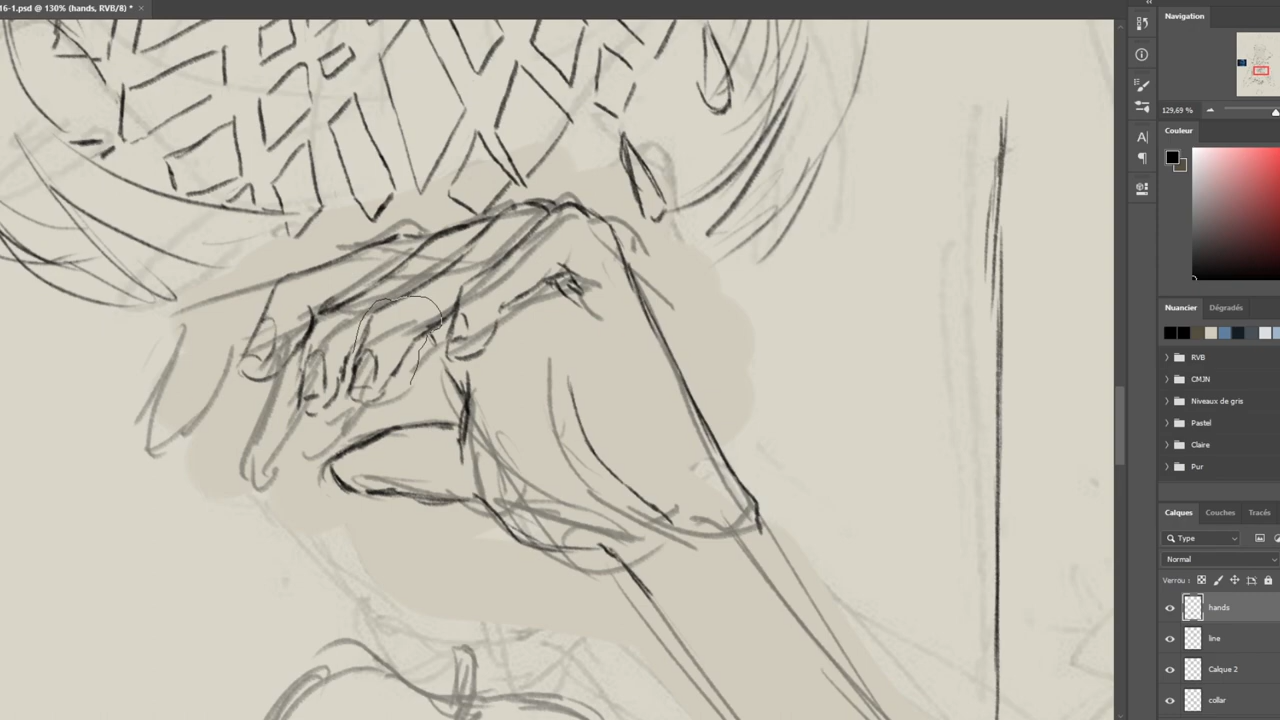 16-1.psd @ 130% (hands, RVB/8) * ×
Navigation
129,69 %
Couleur
Nuancier Dégradés
RVB
CMJN
Niveaux de gris
Pastel
Claire
Pur
Calques Couches Tracés
Type
Normal
Verrou :
hands
line
Calque 2
collar